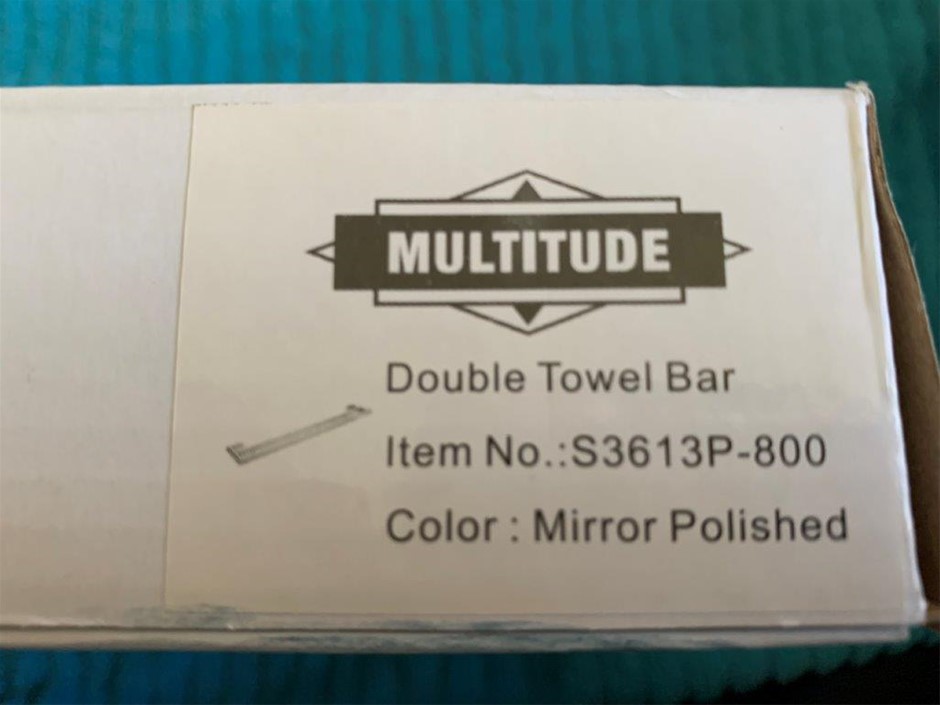 MULTITUDE
Double Towel Bar
Item No.:S3613P-800
Color : Mirror Polished